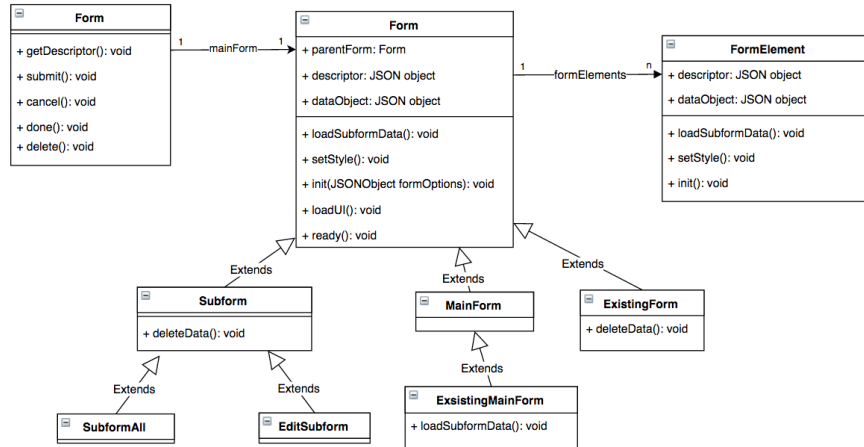 Form
+ getDescriptor(): void
+ submit(): void
+ cancel(): void
+ done(): void
+ delete(): void
1
mainForm
1
Form
+ parentForm: Form
+ descriptor: JSON object
+ dataObject: JSON object
+ loadSubformData(): void
+ setStyle(): void
+ init(JSONObject formOptions): void
+ loadUI(): void
+ ready(): void
1
formElements
n
FormElement
+ descriptor: JSON object
+ dataObject: JSON object
+ loadSubformData(): void
+ setStyle(): void
+ init(): void
Extends
Extends
Extends
Subform
+ deleteData(): void
MainForm
ExistingForm
+ deleteData(): void
Extends
Extends
Extends
SubformAll
EditSubform
ExsistingMainForm
+loadSubformData(): void